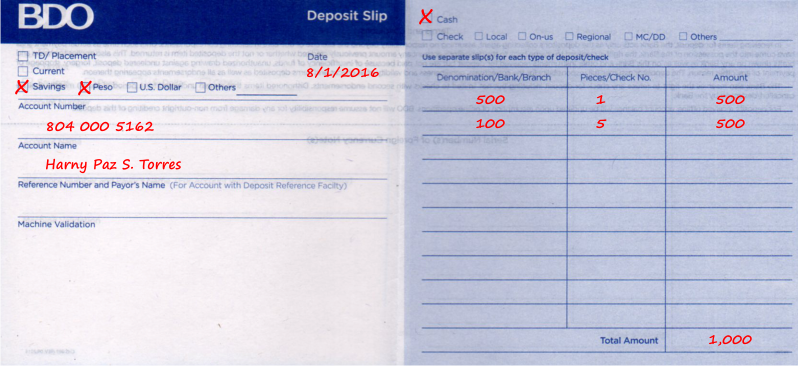 BDO
Deposit Slip
TD/ Placement
Current
Savings Peso U.S. Dollar Others
Date
8/1/2016
Account Number
804 000 5162
Account Name
Harny Paz S. Torres
Reference Number and Payor's Name (For Account with Deposit Reference Facilty)
Machine Validation
Cash
Check Local On-us Regional MC/DD Others
Use separate slip(s) for each type of deposit/check
Denomination/Bank/Branch Pieces/Check No. Amount
500 1 500
100 5 500
Total Amount 1,000